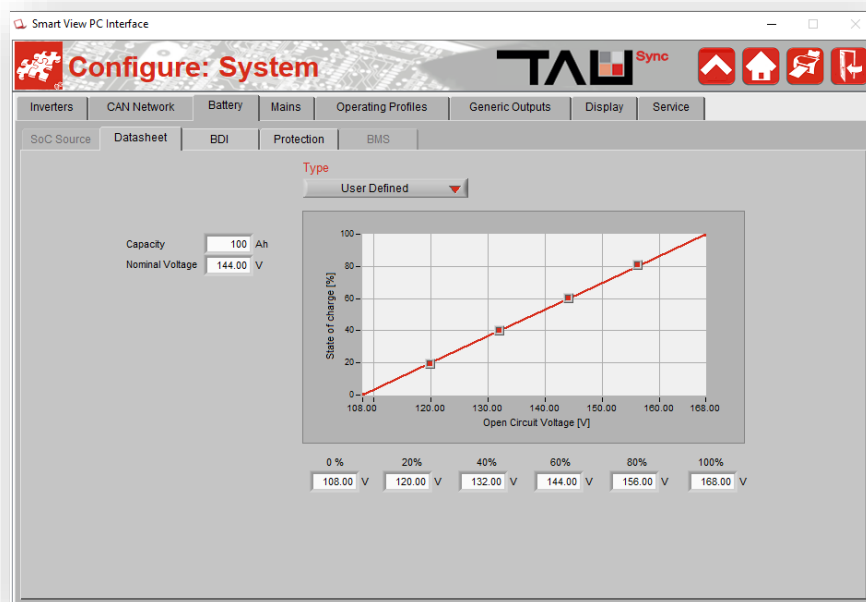 Smart View PC Interface
Configure: System
TAU Sync
Inverters CAN Network Battery Mains Operating Profiles Generic Outputs Display Service
SoC Source Datasheet BDI Protection BMS
Type
User Defined
Capacity 100 Ah
Nominal Voltage 144.00 V
State of charge [%]
100
80
60
40
20
0
108.00 120.00 130.00 140.00 150.00 160.00 168.00
Open Circuit Voltage [V]
0 % 20% 40% 60% 80% 100%
108.00 V 120.00 V 132.00 V 144.00 V 156.00 V 168.00 V